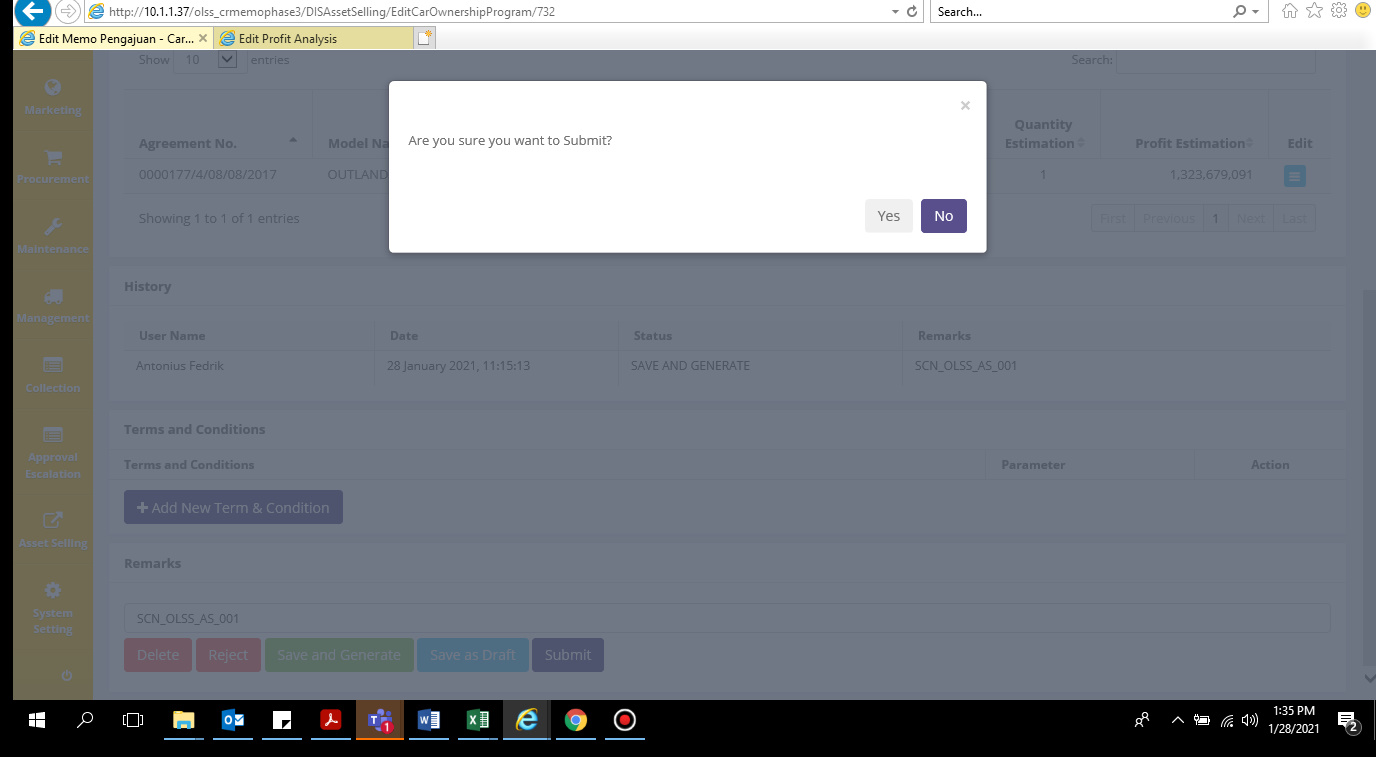 http://10.1.1.37/olss_crmemophase3/DISAssetSelling/EditCarOwnershipProgram/732
Search...
Edit Memo Pengajuan - Car...
Edit Profit Analysis
Show 10 entries
Search:
Marketing
Procurement
Maintenance
Management
Collection
Approval
Escalation
Asset Selling
System
Setting
Are you sure you want to Submit?
Yes No
Agreement No. Model Na Quantity Estimation Profit Estimation Edit
0000177/4/08/08/2017 OUTLAND 1 1,323,679,091
Showing 1 to 1 of 1 entries
First Previous 1 Next Last
History
User Name Date Status Remarks
Antonius Fedrik 28 January 2021, 11:15:13 SAVE AND GENERATE SCN_OLSS_AS_001
Terms and Conditions
Terms and Conditions Parameter Action
+ Add New Term & Condition
Remarks
SCN_OLSS_AS_001
Delete Reject Save and Generate Save as Draft Submit
1:35 PM
1/28/2021
1
2